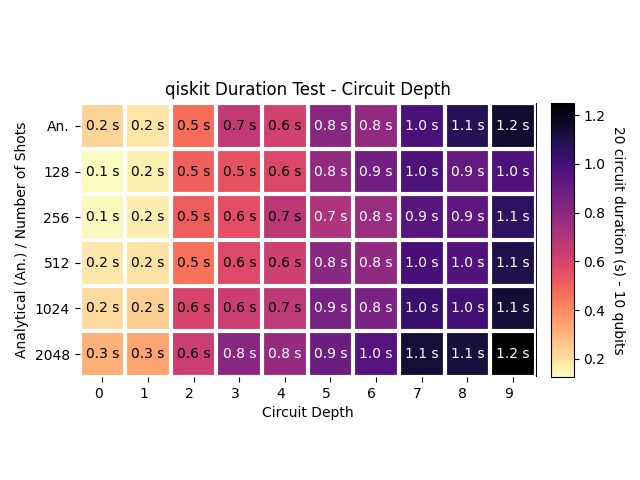 qiskit Duration Test - Circuit Depth
Analytical (An.) / Number of Shots
An. 0.2 s 0.2 s 0.5 s 0.7 s 0.6 s 0.8 s 0.8 s 1.0 s 1.1 s 1.2 s
128 0.1 s 0.2 s 0.5 s 0.5 s 0.6 s 0.8 s 0.9 s 1.0 s 0.9 s 1.0 s
256 0.1 s 0.2 s 0.5 s 0.6 s 0.7 s 0.7 s 0.8 s 0.9 s 0.9 s 1.1 s
512 0.2 s 0.2 s 0.5 s 0.6 s 0.6 s 0.8 s 0.8 s 1.0 s 1.0 s 1.1 s
1024 0.2 s 0.2 s 0.6 s 0.6 s 0.7 s 0.9 s 0.8 s 1.0 s 1.0 s 1.1 s
2048 0.3 s 0.3 s 0.6 s 0.8 s 0.8 s 0.9 s 1.0 s 1.1 s 1.1 s 1.2 s
0 1 2 3 4 5 6 7 8 9
Circuit Depth
1.2
1.0
0.8
0.6
0.4
0.2
20 circuit duration (s) - 10 qubits